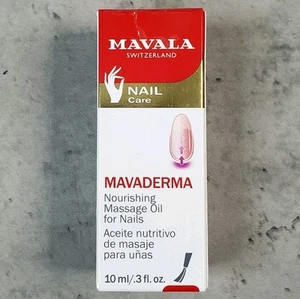 MAVALA
SWITZERLAND
NAIL
Care
MAVADERMA
Nourishing
Massage Oil
for Nails
Aceite nutritivo
de masaje
para uñas
10 ml/.3 fl. oz.